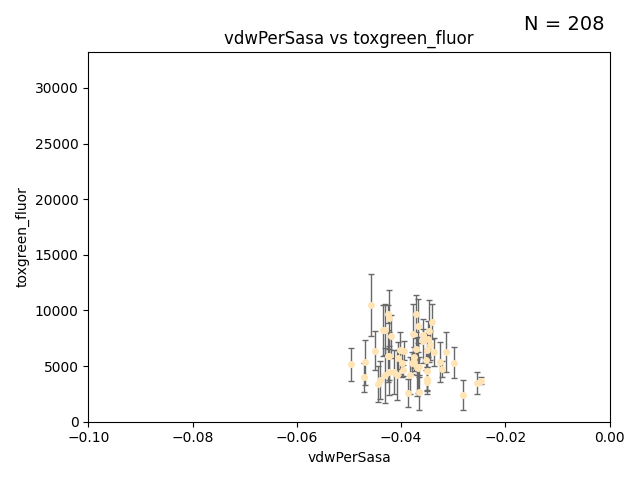 N = 208
vdwPerSasa vs toxgreen_fluor
30000
25000
20000
15000
10000
5000
0
toxgreen_fluor
−0.10 −0.08 −0.06 −0.04 −0.02 0.00
vdwPerSasa